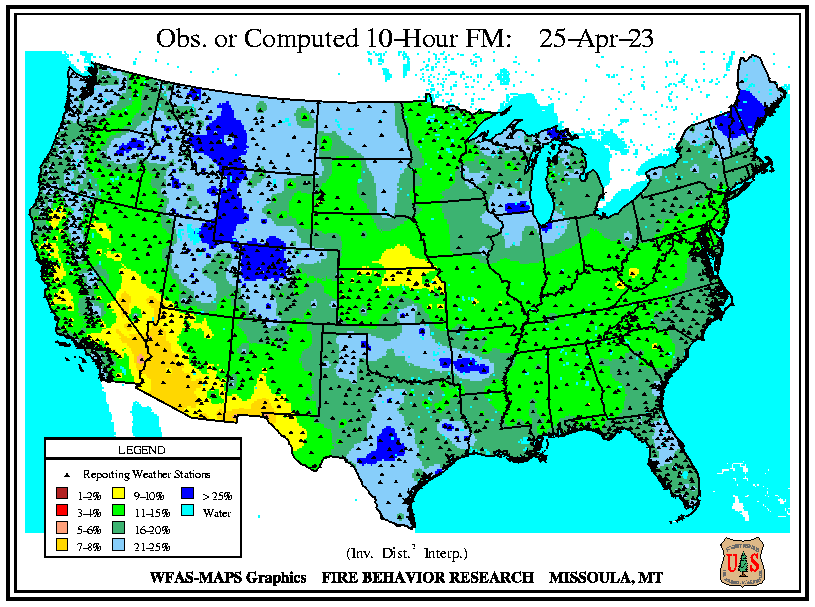 Obs. or Computed 10-Hour FM: 25-Apr-23
LEGEND
Reporting Weather Stations
1-2% 9-10% > 25%
3-4% 11-15% Water
5-6% 16-20%
7-8% 21-25%
(Inv. Dist.² Interp.)
WFAS-MAPS Graphics FIRE BEHAVIOR RESEARCH MISSOULA, MT
U S